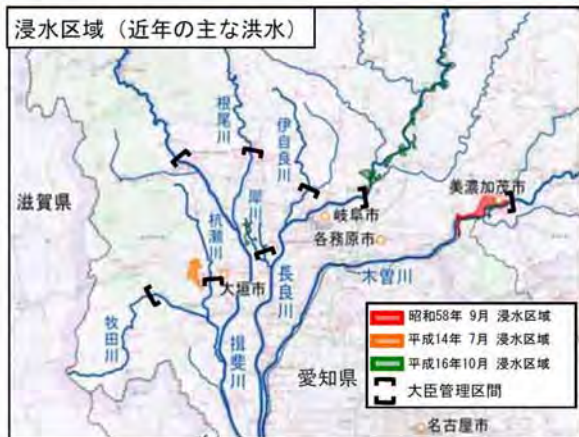 浸水区域（近年の主な洪水）
根尾川
伊自良川
滋賀県
美濃加茂市
岐阜市
犀川
各務原市
杭瀬川
長良川
木曽川
大垣市
牧田川
揖斐川
昭和58年 9月 浸水区域
平成14年 7月 浸水区域
平成16年10月 浸水区域
大臣管理区間
愛知県
名古屋市